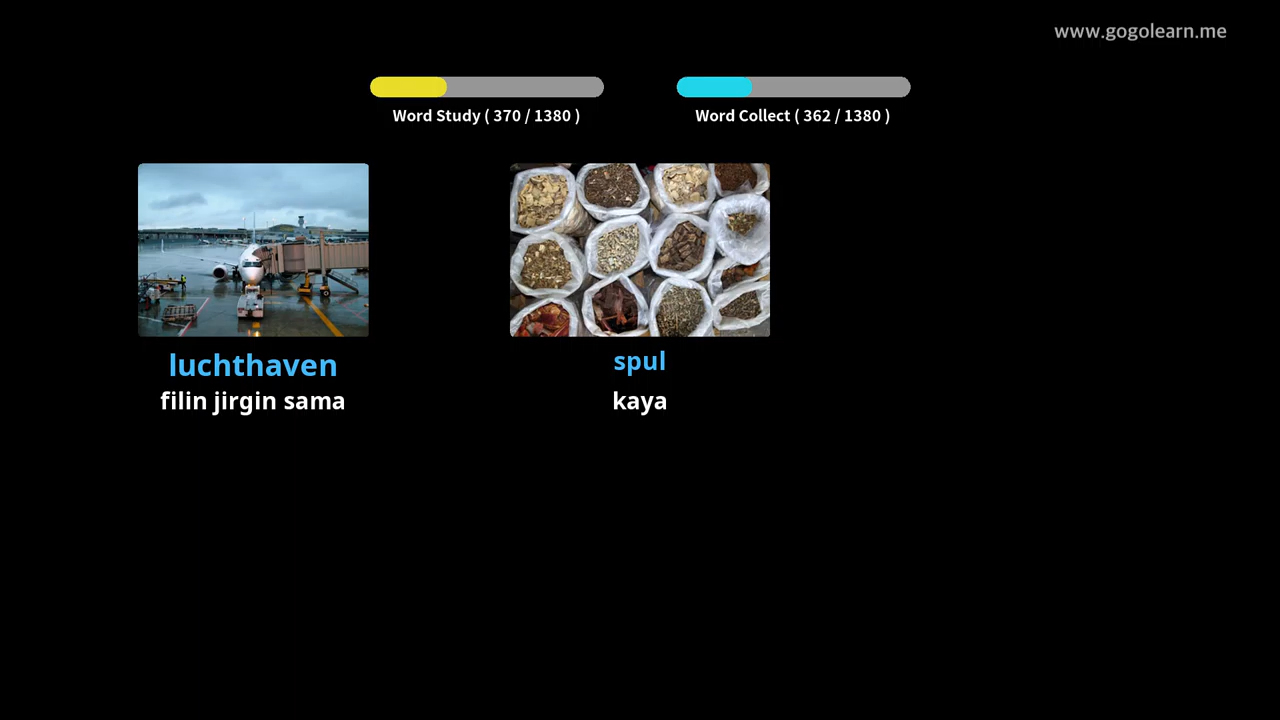 www.gogolearn.me
Word Study ( 370 / 1380 )
Word Collect ( 362 / 1380 )
luchthaven
filin jirgin sama
spul
kaya